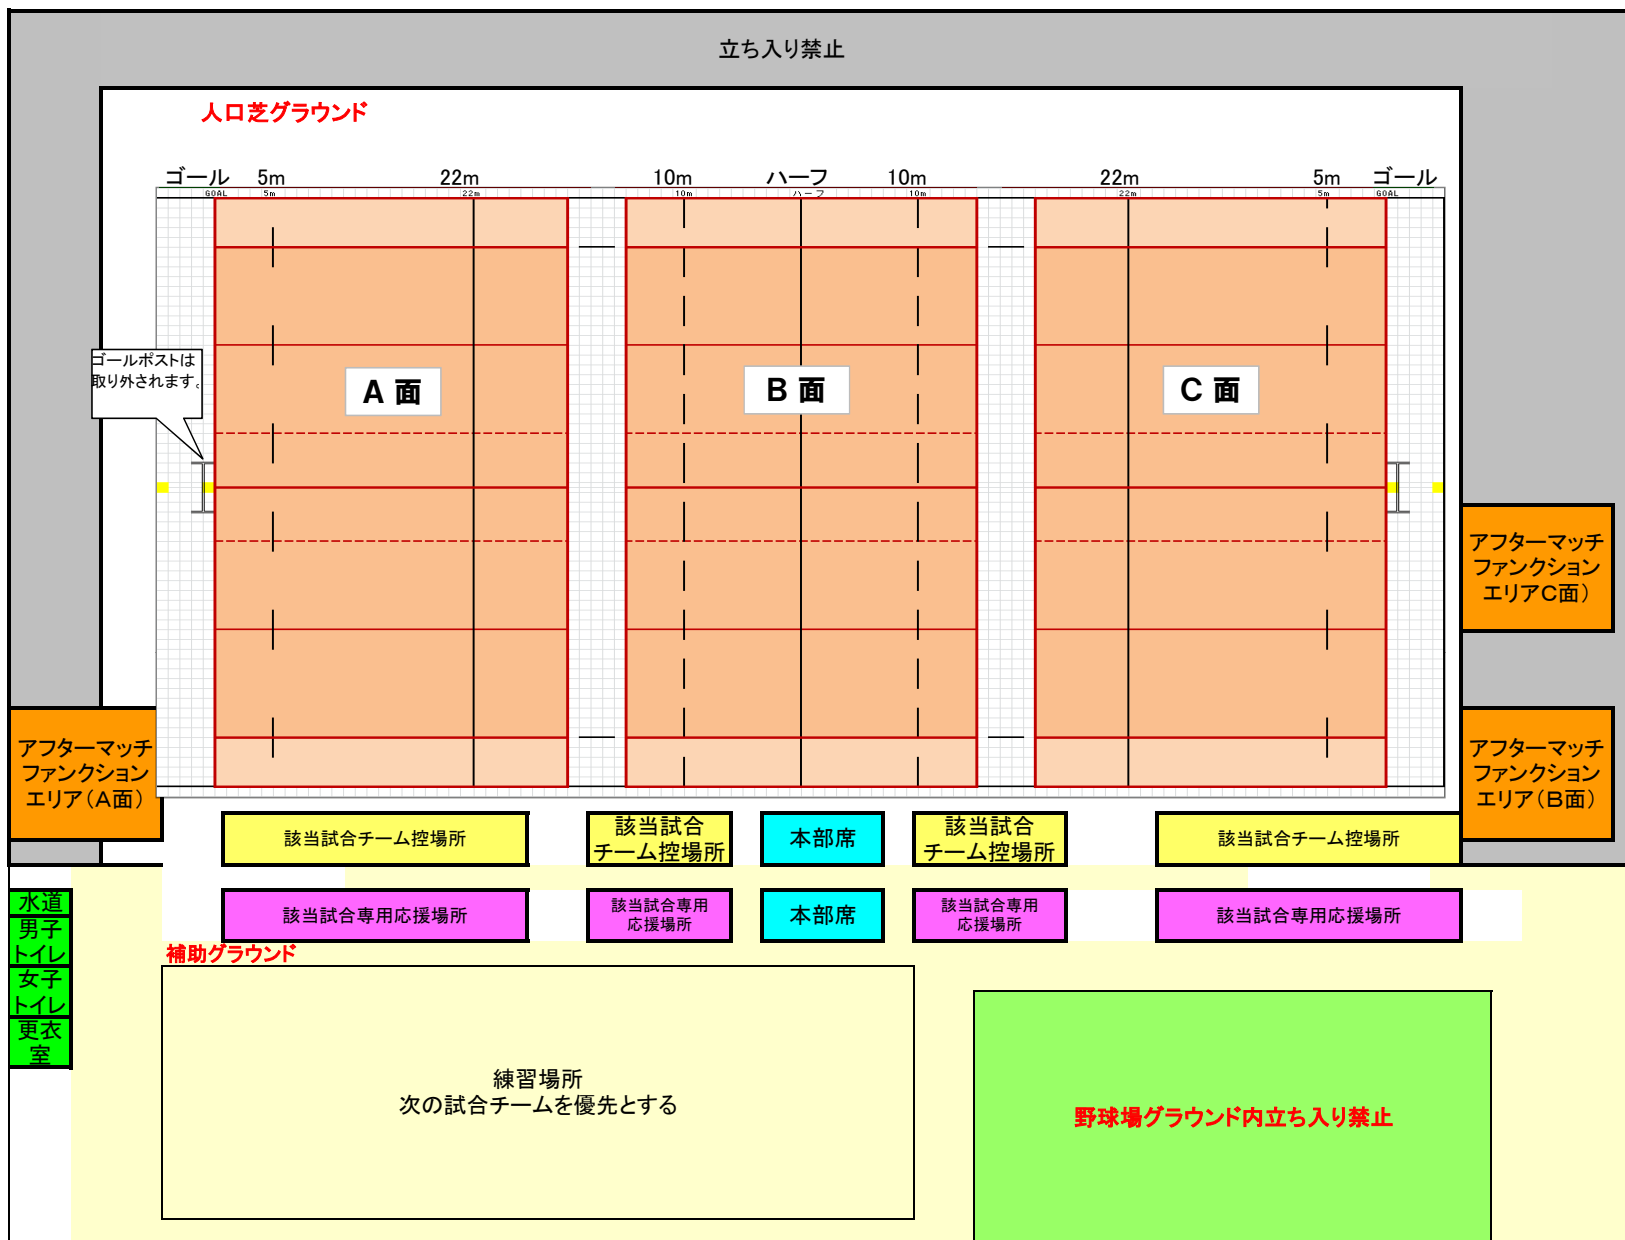 立ち入り禁止
人口芝グラウンド
ゴール 5m 22m 10m ハーフ 10m 22m 5m ゴール
GOAL 5m 22m 10m ハーフ 10m 22m 5m GOAL
ゴールポストは
取り外されます。
A 面
B 面
C 面
アフターマッチ
ファンクション
エリアC面）
アフターマッチ
ファンクション
エリア（A面）
アフターマッチ
ファンクション
エリア（B面）
該当試合チーム控場所
該当試合
チーム控場所
本部席
該当試合
チーム控場所
該当試合チーム控場所
該当試合専用応援場所
該当試合専用
応援場所
本部席
該当試合専用
応援場所
該当試合専用応援場所
水道
男子
トイレ
女子
トイレ
更衣
室
補助グラウンド
練習場所
次の試合チームを優先とする
野球場グラウンド内立ち入り禁止